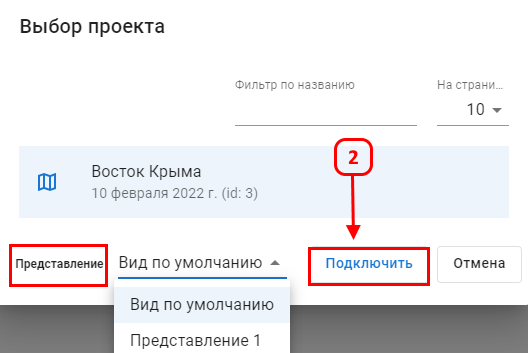 Выбор проекта
Фильтр по названию
На страни...
10
Восток Крыма
10 февраля 2022 г. (id: 3)
2
Представление
Вид по умолчанию
Подключить
Отмена
Вид по умолчанию
Представление 1